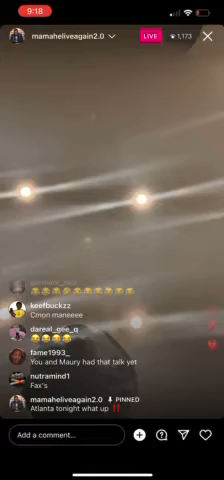 9:18
mamaheliveagain2.0
LIVE
1,173
😂😂😂😂😂😂😂😂😂😂
keefbuckzz
Cmon maneeee
dareal_gee_q
😂😂😂😂
fame1993_
You and Maury had that talk yet
nutramind1
Fax's
mamaheliveagain2.0 PINNED
Atlanta tonight what up ‼️
Add a comment...